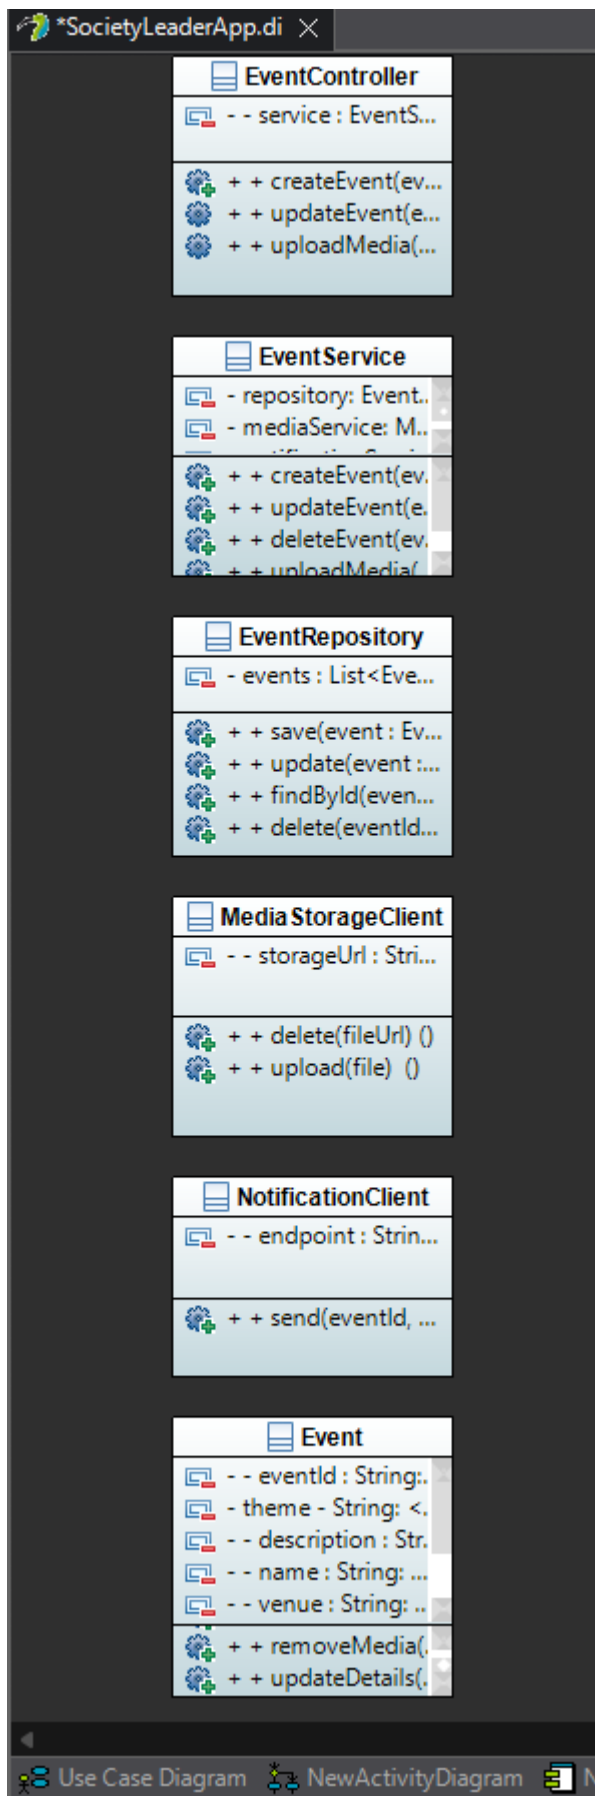 *SocietyLeaderApp.di
EventController
- - service : EventS...
+ + createEvent(ev...
+ + updateEvent(e...
+ + uploadMedia(...
EventService
- repository: Event..
- mediaService: M..
+ + createEvent(ev.
+ + updateEvent(e.
+ + deleteEvent(ev.
+ + uploadMedia(
EventRepository
- events : List<Eve...
+ + save(event : Ev...
+ + update(event :...
+ + findById(even...
+ + delete(eventId...
MediaStorageClient
- - storageUrl : Stri...
+ + delete(fileUrl) ()
+ + upload(file) ()
NotificationClient
- - endpoint : Strin...
+ + send(eventId, ...
Event
- - eventId : String:.
- theme - String: <.
- - description : Str.
- - name : String: ...
- - venue : String: ..
+ + removeMedia(.
+ + updateDetails(.
Use Case Diagram NewActivityDiagram N